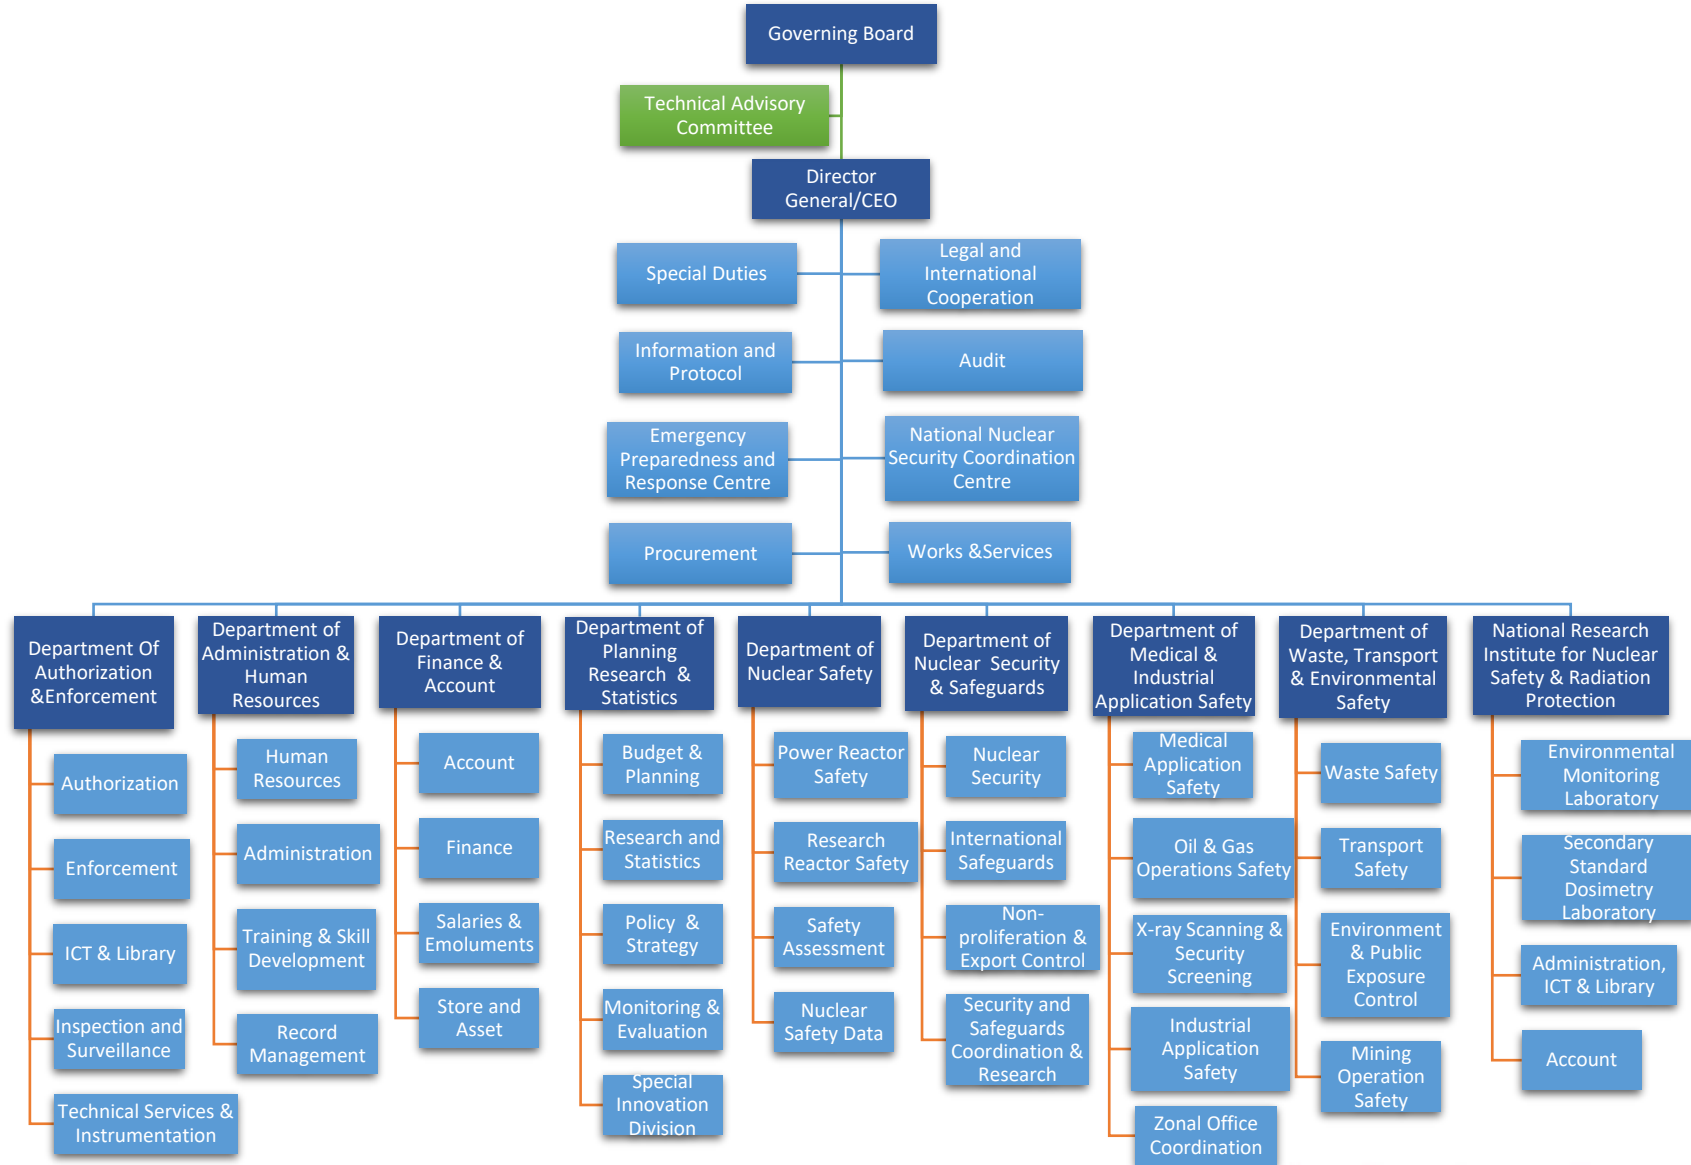 Governing Board
Technical Advisory
Committee
Director
General/CEO
Special Duties
Legal and
International
Cooperation
Information and
Protocol
Audit
Emergency
Preparedness and
Response Centre
National Nuclear
Security Coordination
Centre
Procurement
Works &Services
Department Of
Authorization
&Enforcement
Authorization
Enforcement
ICT & Library
Inspection and
Surveillance
Technical Services &
Instrumentation
Department of
Administration &
Human
Resources
Human
Resources
Administration
Training & Skill
Development
Record
Management
Department of
Finance &
Account
Account
Finance
Salaries &
Emoluments
Store and
Asset
Department of
Planning
Research  &
Statistics
Budget &
Planning
Research and
Statistics
Policy  &
Strategy
Monitoring &
Evaluation
Special
Innovation
Division
Department of
Nuclear Safety
Power Reactor
Safety
Research
Reactor Safety
Safety
Assessment
Nuclear
Safety Data
Department of
Nuclear  Security
& Safeguards
Nuclear
Security
International
Safeguards
Non-
proliferation &
Export Control
Security and
Safeguards
Coordination &
Research
Department of
Medical &
Industrial
Application Safety
Medical
Application
Safety
Oil & Gas
Operations Safety
X-ray Scanning &
Security
Screening
Industrial
Application
Safety
Zonal Office
Coordination
Department of
Waste, Transport
& Environmental
Safety
Waste Safety
Transport
Safety
Environment
& Public
Exposure
Control
Mining
Operation
Safety
National Research
Institute for Nuclear
Safety & Radiation
Protection
Environmental
Monitoring
Laboratory
Secondary
Standard
Dosimetry
Laboratory
Administration,
ICT & Library
Account